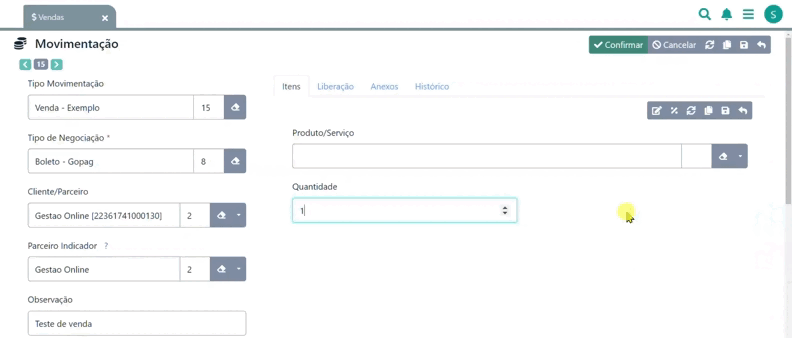 $ Vendas ×
S
Movimentação
Confirmar
Cancelar
15
Tipo Movimentação
Venda - Exemplo 15
Tipo de Negociação *
Boleto - Gopag 8
Cliente/Parceiro
Gestao Online [22361741000130] 2
Parceiro Indicador ?
Gestao Online 2
Observação
Teste de venda
Itens Liberação Anexos Histórico
Produto/Serviço
Quantidade
1